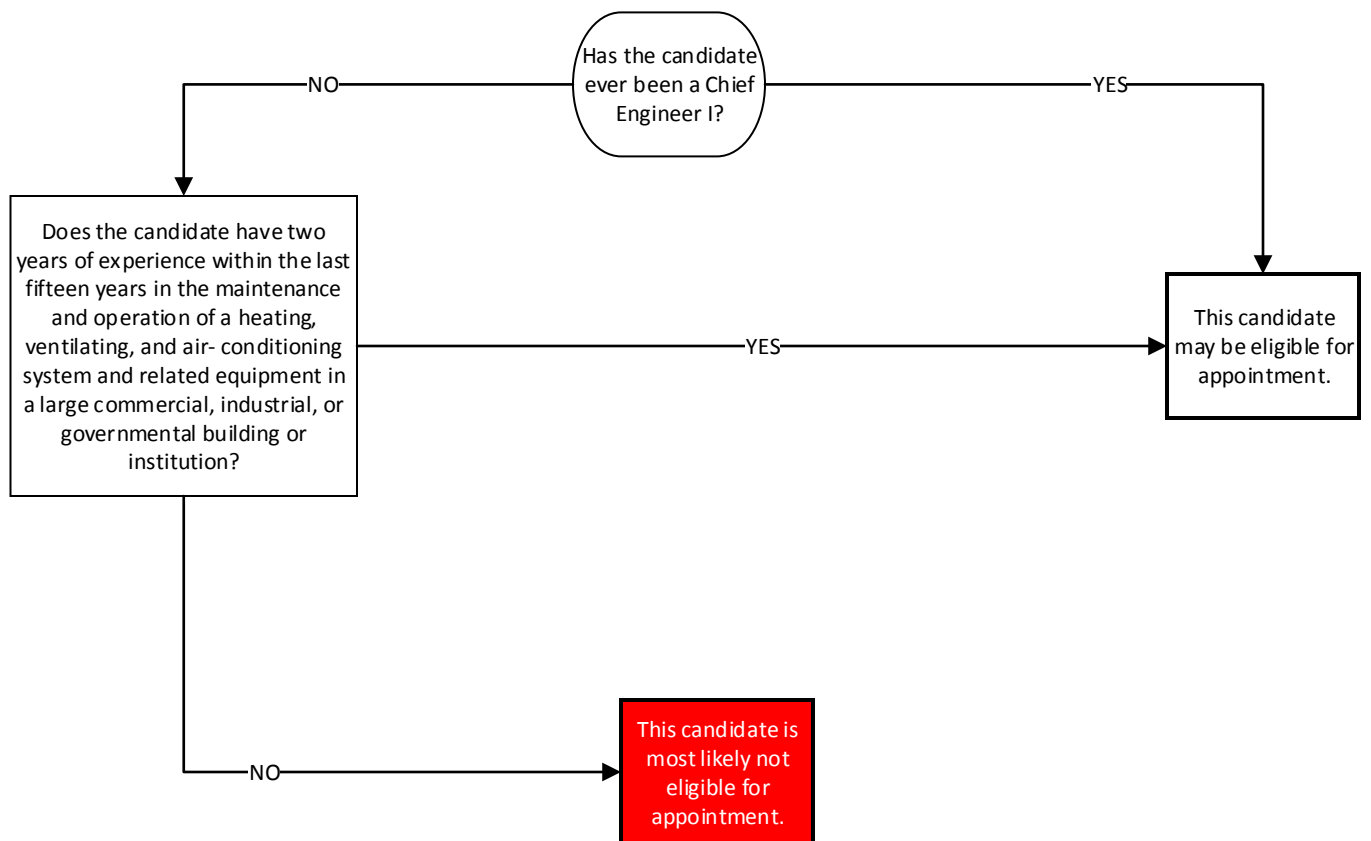 Has the candidate
ever been a Chief
Engineer I?
NO
YES
Does the candidate have two
years of experience within the last
fifteen years in the maintenance
and operation of a heating,
ventilating, and air- conditioning
system and related equipment in
a large commercial, industrial, or
governmental building or
institution?
YES
This candidate
may be eligible for
appointment.
NO
This candidate is
most likely not
eligible for
appointment.